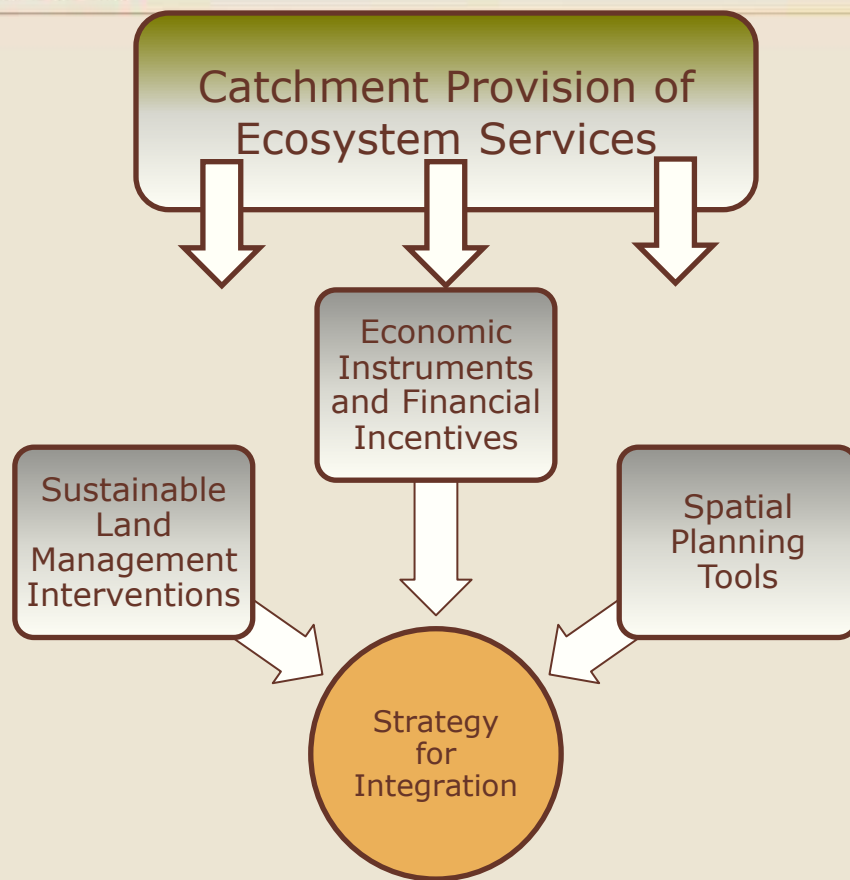 Catchment Provision of
Ecosystem Services
Economic
Instruments
and Financial
Incentives
Sustainable
Land
Management
Interventions
Spatial
Planning
Tools
Strategy
for
Integration